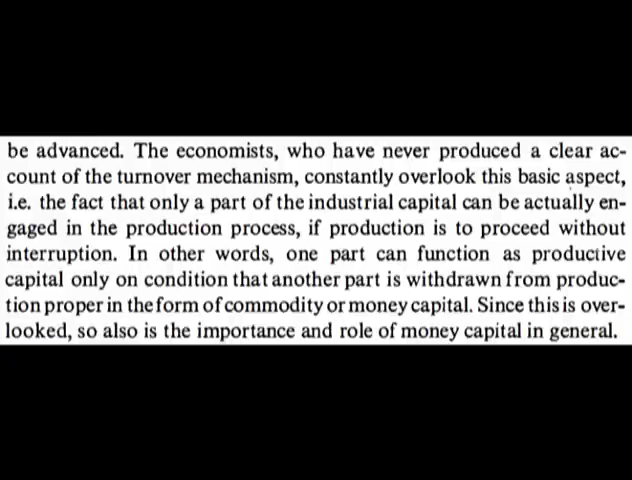 be advanced. The economists, who have never produced a clear ac-
count of the turnover mechanism, constantly overlook this basic aspect,
i.e. the fact that only a part of the industrial capital can be actually en-
gaged in the production process, if production is to proceed without
interruption. In other words, one part can function as productive
capital only on condition that another part is withdrawn from produc-
tion proper in the form of commodity or money capital. Since this is over-
looked, so also is the importance and role of money capital in general.